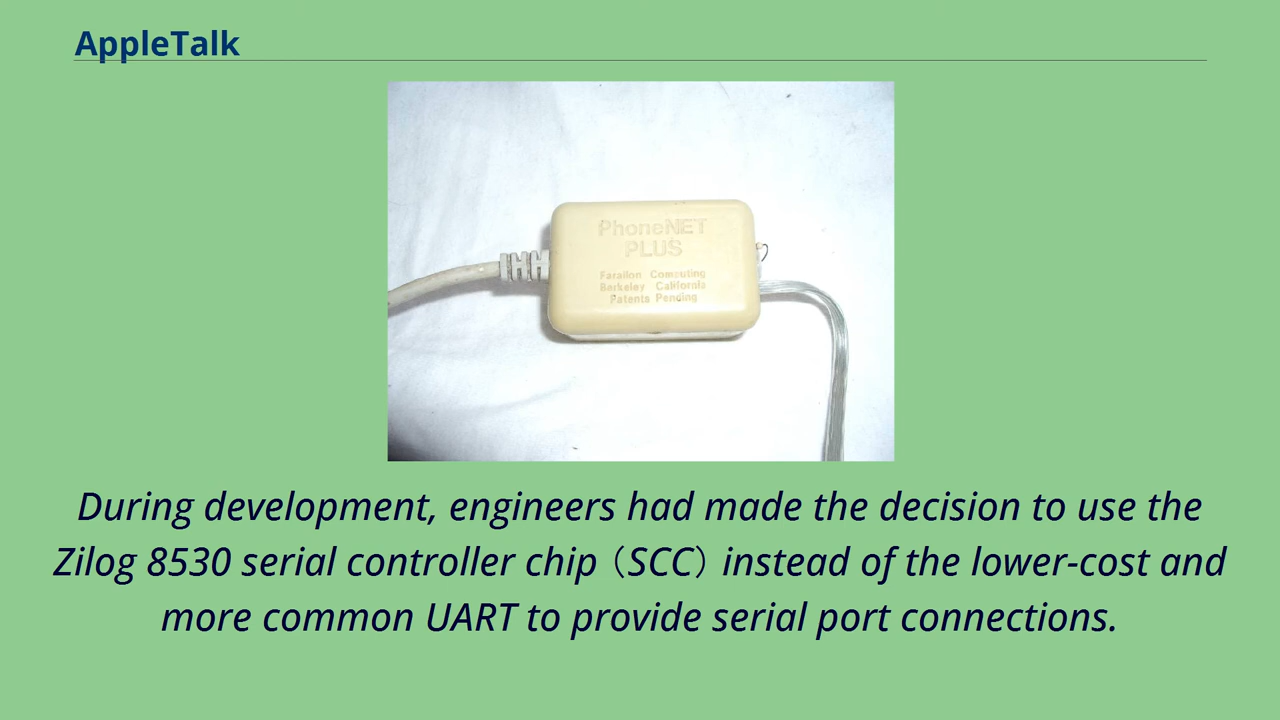 AppleTalk
PhoneNET
PLUS
Farallon Computing
Berkeley California
Patents Pending
During development, engineers had made the decision to use the
Zilog 8530 serial controller chip（SCC）instead of the lower-cost and
more common UART to provide serial port connections.